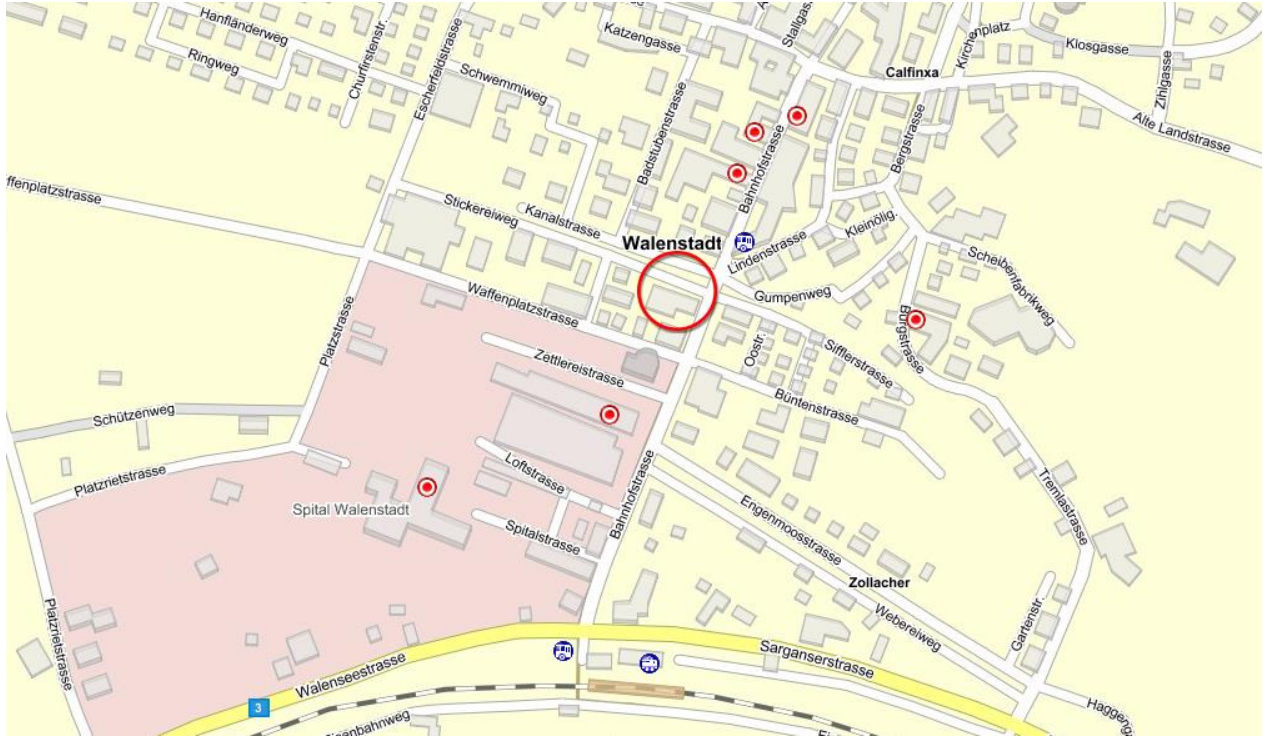 Hanfländerweg
Ringweg
Churfirstenstr.
Escherfeldstrasse
Schwemmiweg
Katzengasse
Stallgas
Kirchenplatz
Klosgasse
Zihlgasse
Calfinxa
Alte Landstrasse
Bergstrasse
Badstubenstrasse
Bahnhofstrasse
ffenplatzstrasse
Stickereiweg
Kanalstrasse
Walenstadt
Lindenstrasse
Kleinölig.
Scheibenfabrikweg
Gumpenweg
Waffenplatzstrasse
Platzstrasse
Zettlereistrasse
Oostr.
Sifflerstrasse
Burgstrasse
Büntenstrasse
Schützenweg
Platzrietstrasse
Loftstrasse
Bahnhofstrasse
Spital Walenstadt
Spitalstrasse
Engenmoosstrasse
Tremlastrasse
Zollacher
Webereiweg
Gartenstr.
Platzrietstrasse
Walenseestrasse
Sarganserstrasse
3
Haggenga